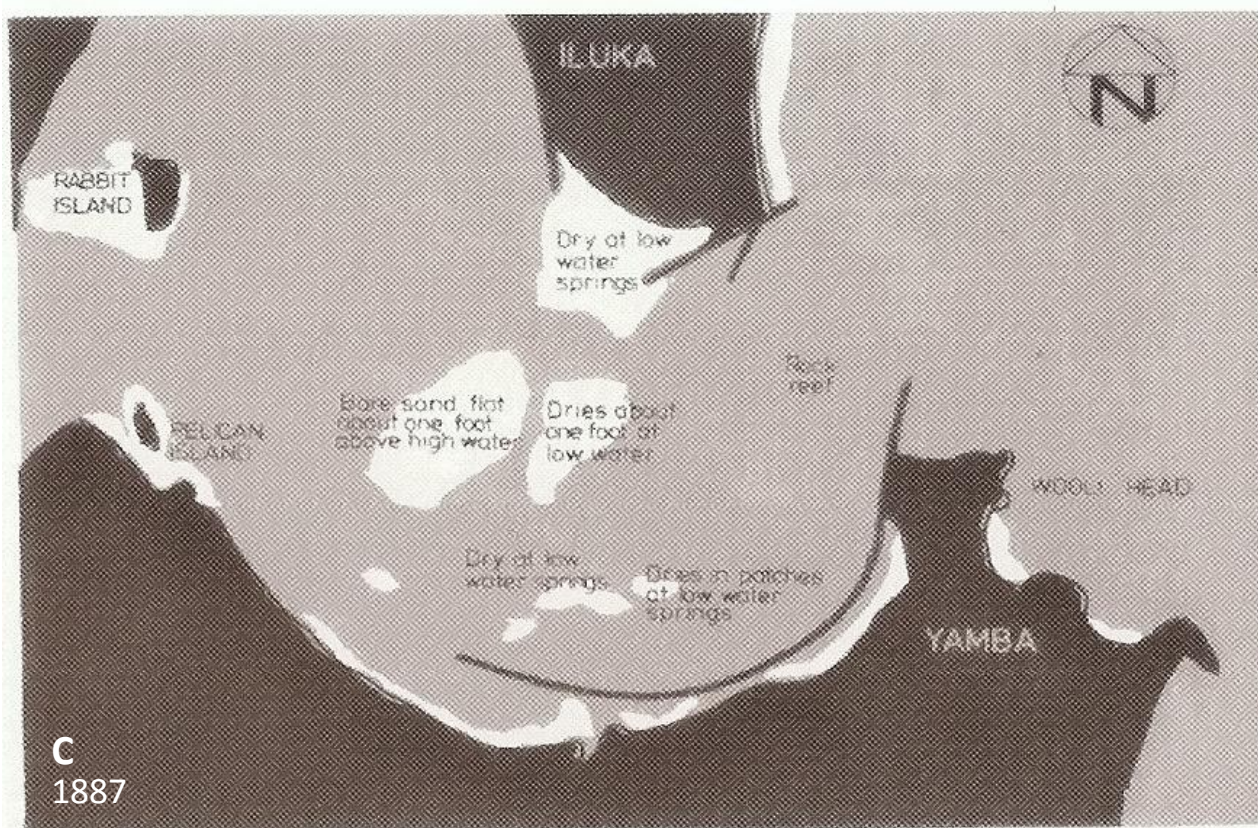 ILUKA
N
RABBIT
ISLAND
Dry at low
water
springs
Rock
reef
Bare sand flat
about one foot
above high water
Dries about
one foot at
low water
PELICAN
ISLAND
WOOLI HEAD
Dry at low
water springs
Dries in patches
at low water
springs
YAMBA
C
1887